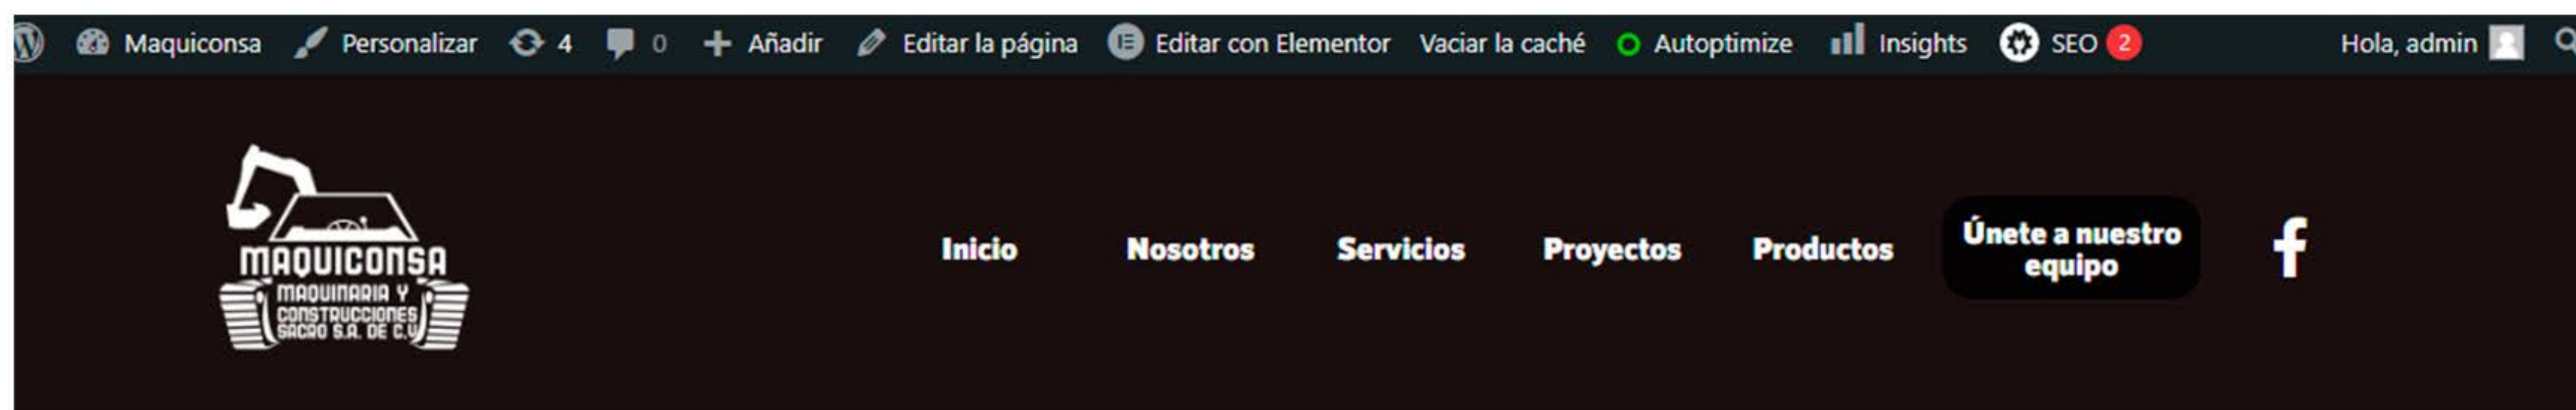 Maquiconsa Personalizar 4 0 Añadir Editar la página Editar con Elementor Vaciar la caché Autoptimize Insights SEO 2 Hola, admin
MAQUICONSA
MAQUINARIA Y
CONSTRUCCIONES
SACRO S.A. DE C.V
Inicio Nosotros Servicios Proyectos Productos
Únete a nuestro
equipo